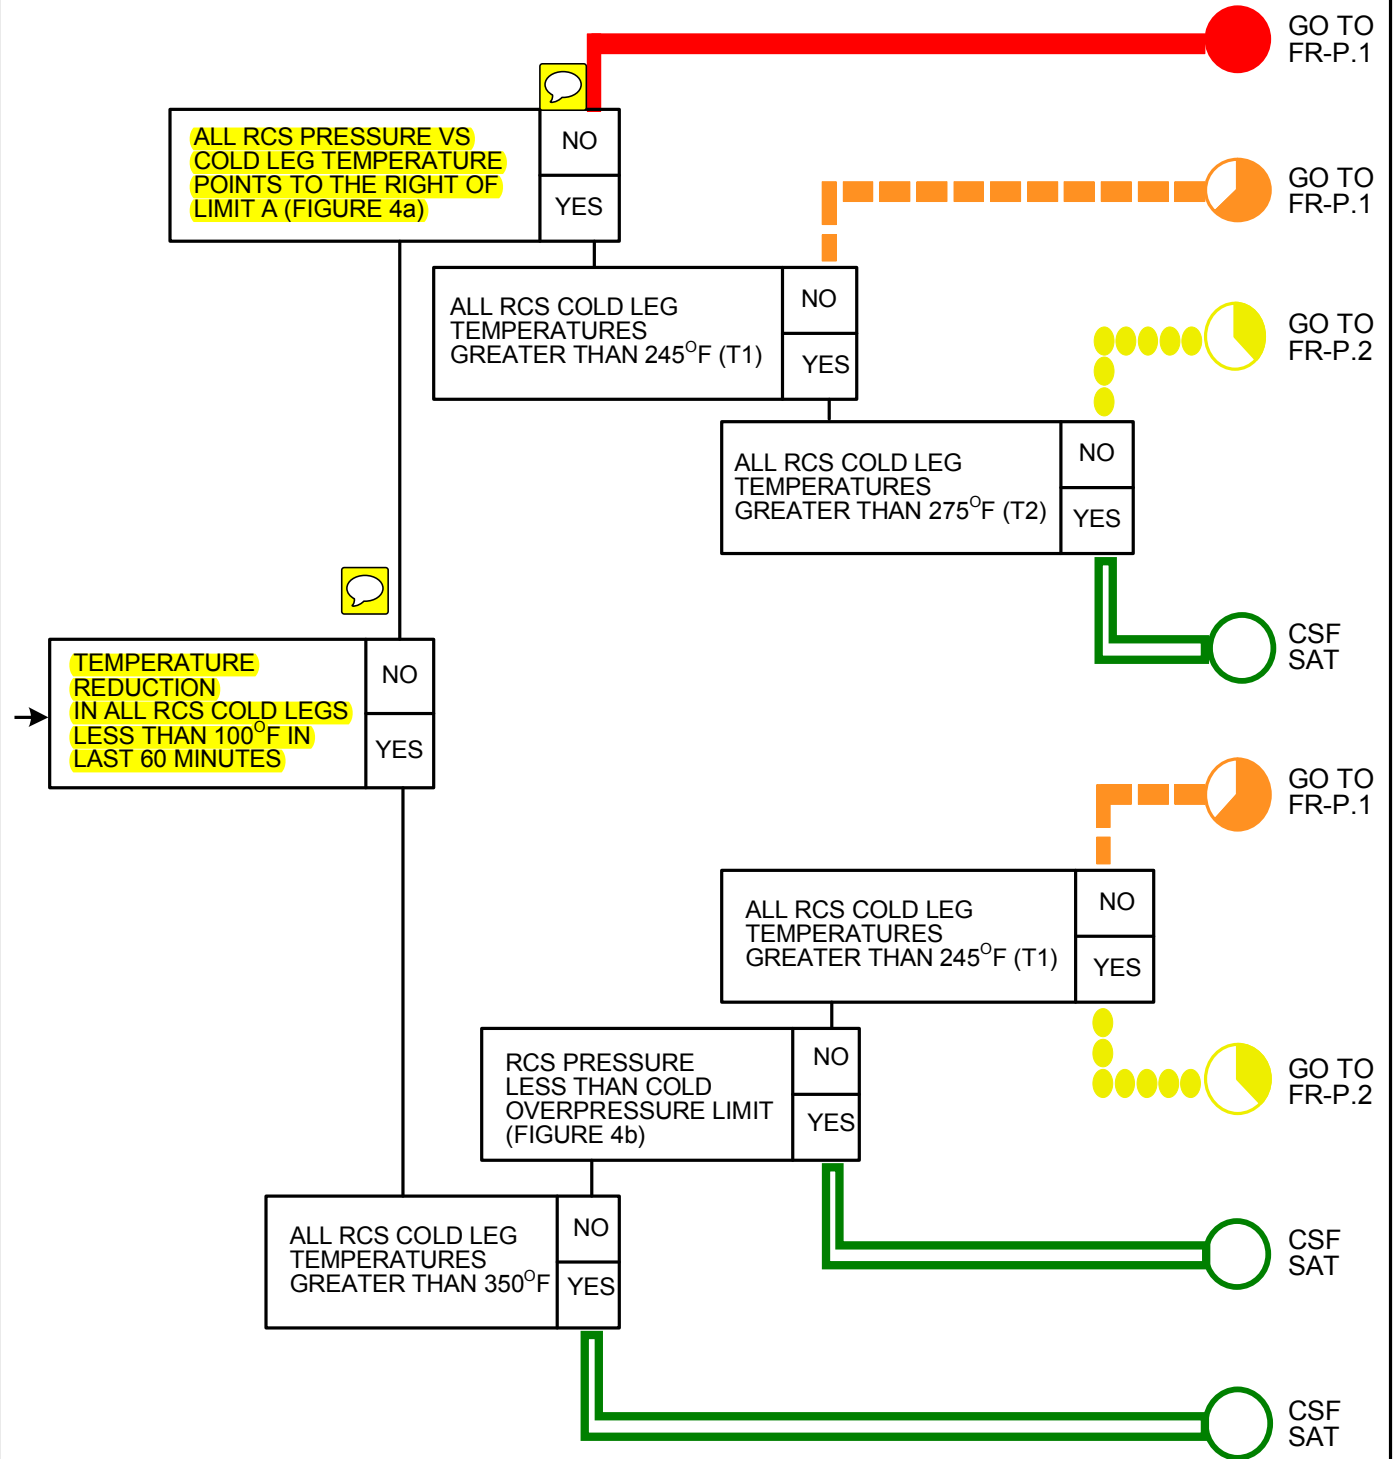 GO TO
FR-P.1
ALL RCS PRESSURE VS
COLD LEG TEMPERATURE
POINTS TO THE RIGHT OF
LIMIT A (FIGURE 4a)
NO
YES
GO TO
FR-P.1
ALL RCS COLD LEG
TEMPERATURES
GREATER THAN 245°F (T1)
NO
YES
GO TO
FR-P.2
ALL RCS COLD LEG
TEMPERATURES
GREATER THAN 275°F (T2)
NO
YES
CSF
SAT
TEMPERATURE
REDUCTION
IN ALL RCS COLD LEGS
LESS THAN 100°F IN
LAST 60 MINUTES
NO
YES
GO TO
FR-P.1
ALL RCS COLD LEG
TEMPERATURES
GREATER THAN 245°F (T1)
NO
YES
GO TO
FR-P.2
RCS PRESSURE
LESS THAN COLD
OVERPRESSURE LIMIT
(FIGURE 4b)
NO
YES
CSF
SAT
ALL RCS COLD LEG
TEMPERATURES
GREATER THAN 350°F
NO
YES
CSF
SAT